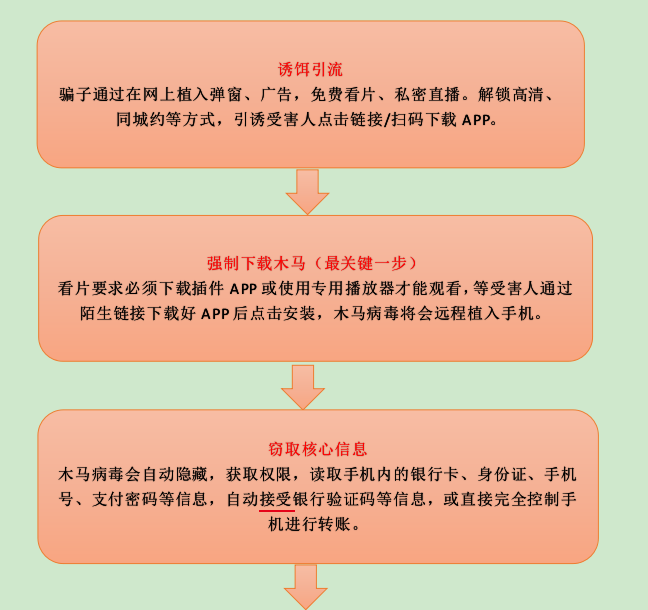 诱饵引流
骗子通过在网上植入弹窗、广告，免费看片、私密直播。解锁高清、
同城约等方式，引诱受害人点击链接/扫码下载 APP。
强制下载木马（最关键一步）
看片要求必须下载插件 APP 或使用专用播放器才能观看，等受害人通过
陌生链接下载好 APP 后点击安装，木马病毒将会远程植入手机。
窃取核心信息
木马病毒会自动隐藏，获取权限，读取手机内的银行卡、身份证、手机
号、支付密码等信息，自动接受银行验证码等信息，或直接完全控制手
机进行转账。